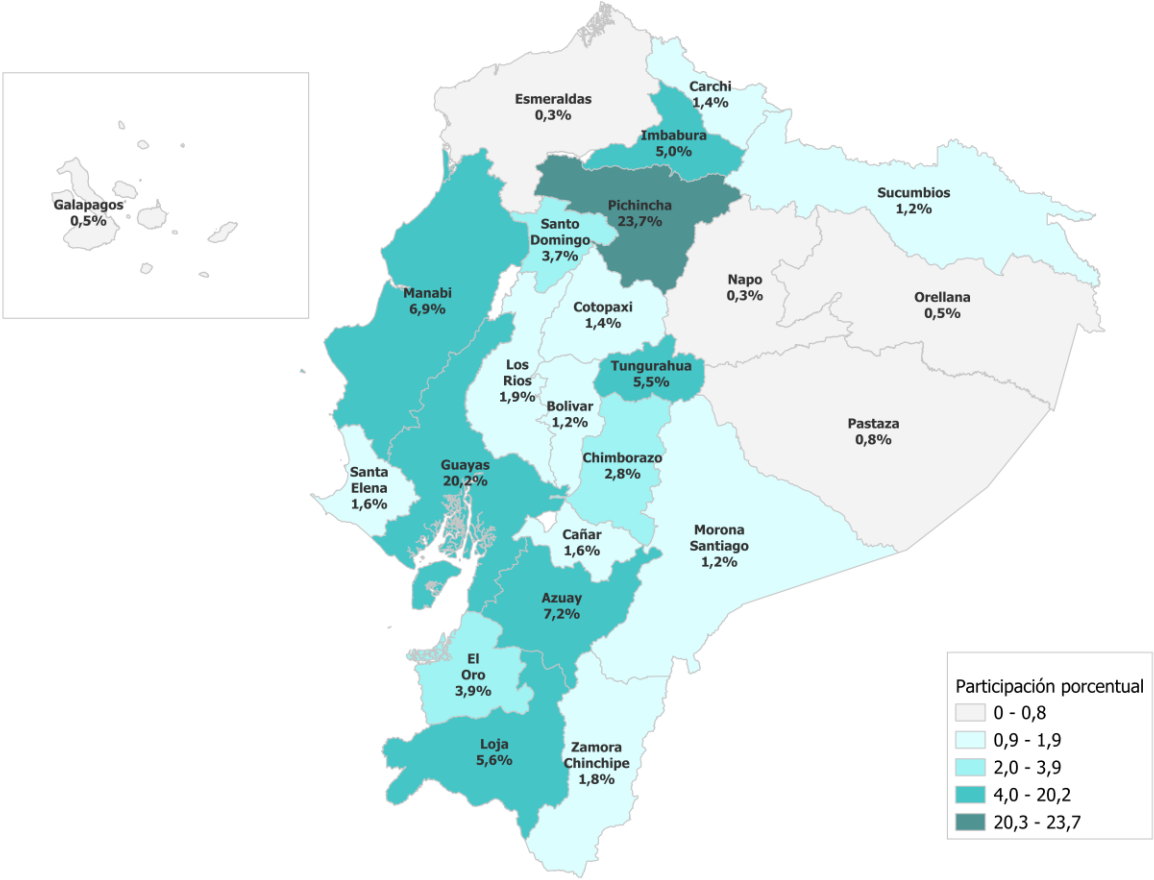 Carchi
1,4%
Esmeraldas
0,3%
Imbabura
5,0%
Sucumbios
1,2%
Galapagos
0,5%
Pichincha
23,7%
Santo
Domingo
3,7%
Napo
0,3%
Orellana
0,5%
Manabi
6,9%
Cotopaxi
1,4%
Los
Rios
1,9%
Tungurahua
5,5%
Bolivar
1,2%
Pastaza
0,8%
Chimborazo
2,8%
Guayas
20,2%
Santa
Elena
1,6%
Cañar
1,6%
Morona
Santiago
1,2%
Azuay
7,2%
El
Oro
3,9%
Loja
5,6%
Zamora
Chinchipe
1,8%
Participación porcentual
0 - 0,8
0,9 - 1,9
2,0 - 3,9
4,0 - 20,2
20,3 - 23,7